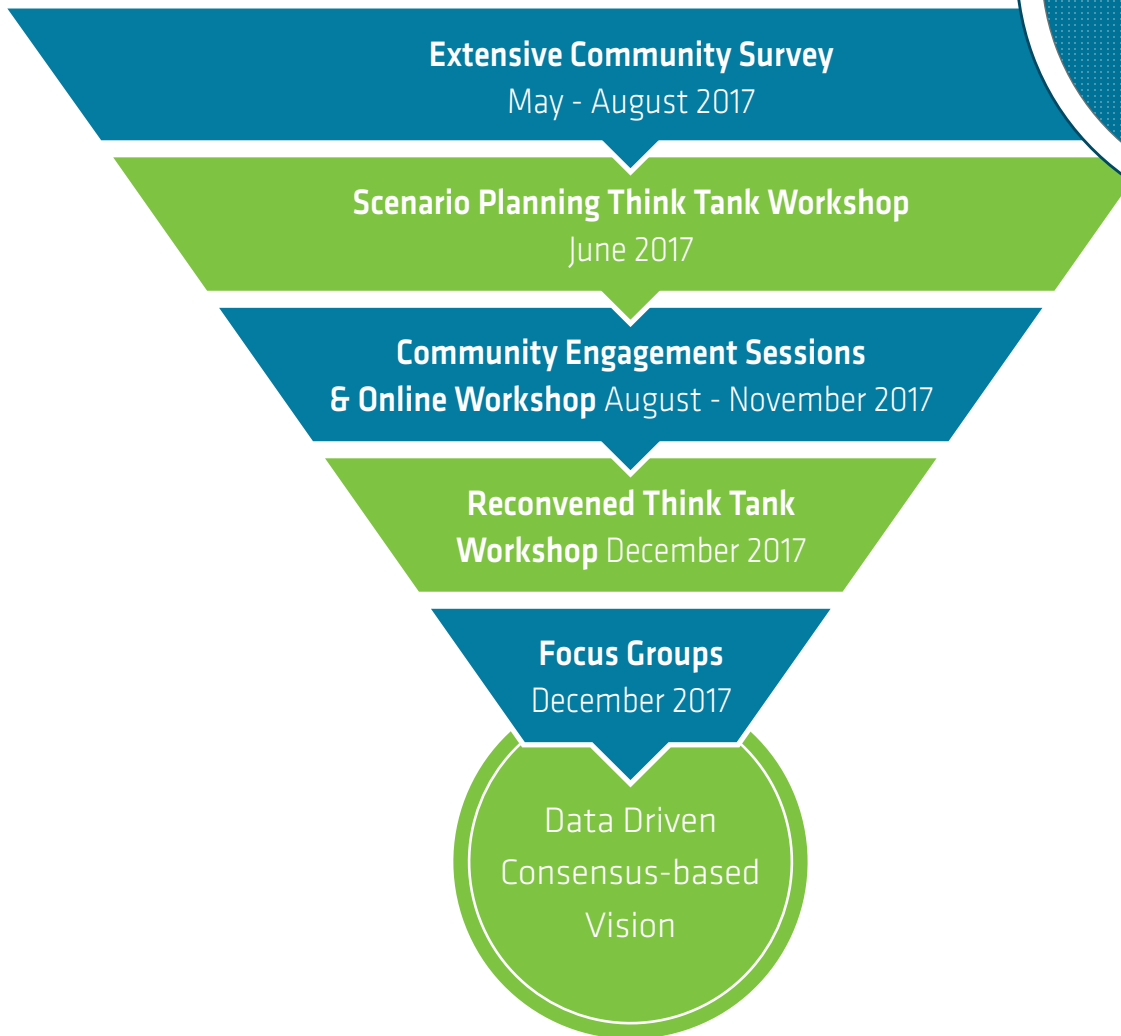 Extensive Community Survey
May - August 2017
Scenario Planning Think Tank Workshop
June 2017
Community Engagement Sessions
& Online Workshop August - November 2017
Reconvened Think Tank
Workshop December 2017
Focus Groups
December 2017
Data Driven
Consensus-based
Vision